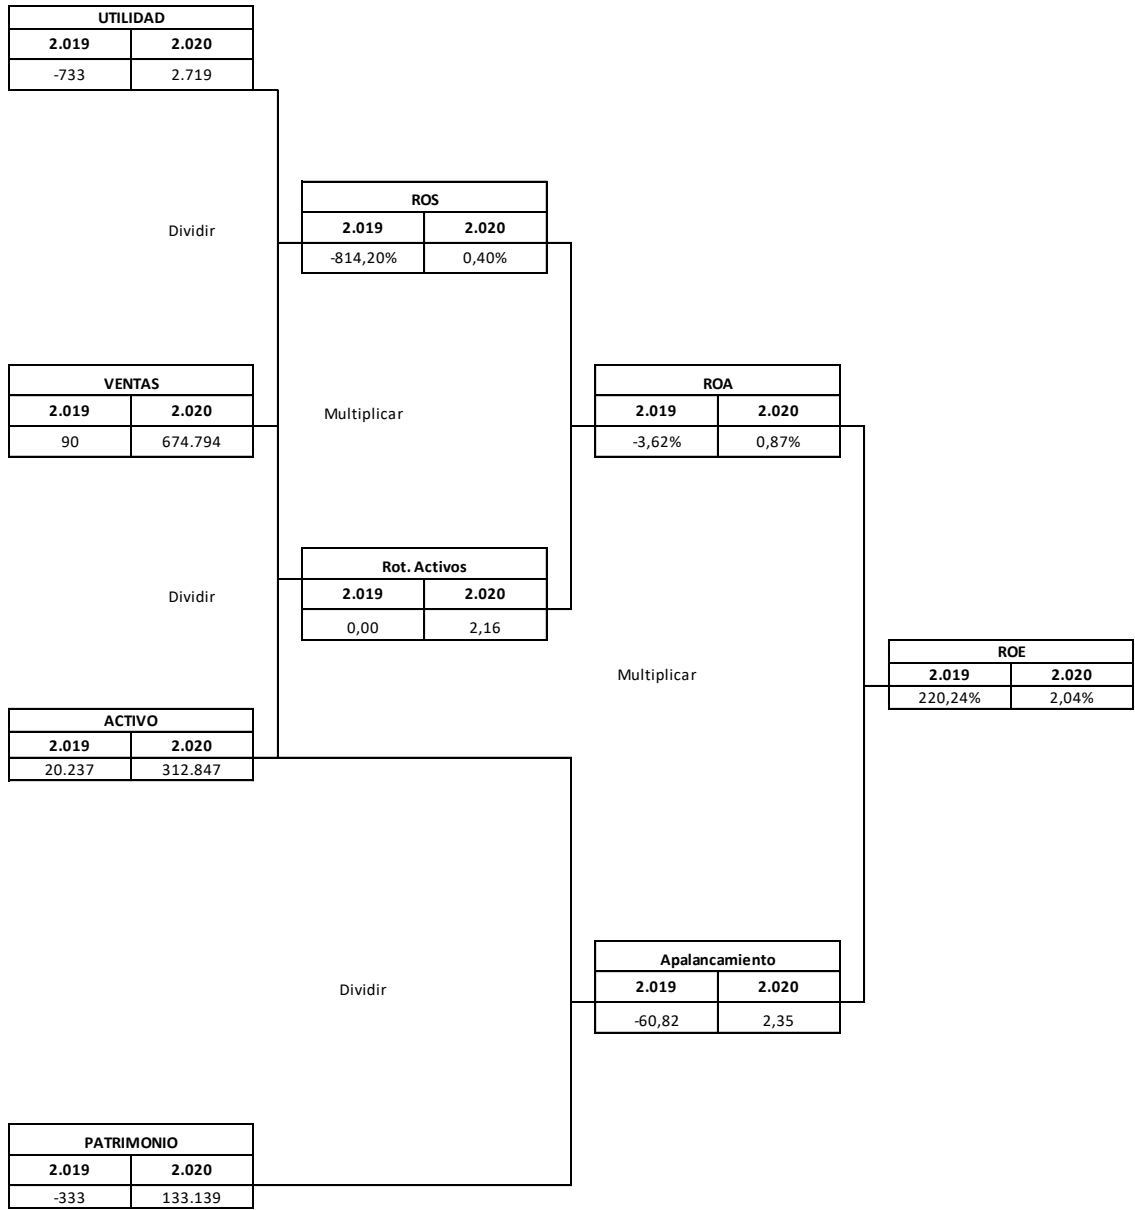 UTILIDAD
2.019 2.020
-733 2.719
Dividir
ROS
2.019 2.020
-814,20% 0,40%
VENTAS
2.019 2.020
90 674.794
Multiplicar
ROA
2.019 2.020
-3,62% 0,87%
Dividir
Rot. Activos
2.019 2.020
0,00 2,16
Multiplicar
ROE
2.019 2.020
220,24% 2,04%
ACTIVO
2.019 2.020
20.237 312.847
Dividir
Apalancamiento
2.019 2.020
-60,82 2,35
PATRIMONIO
2.019 2.020
-333 133.139